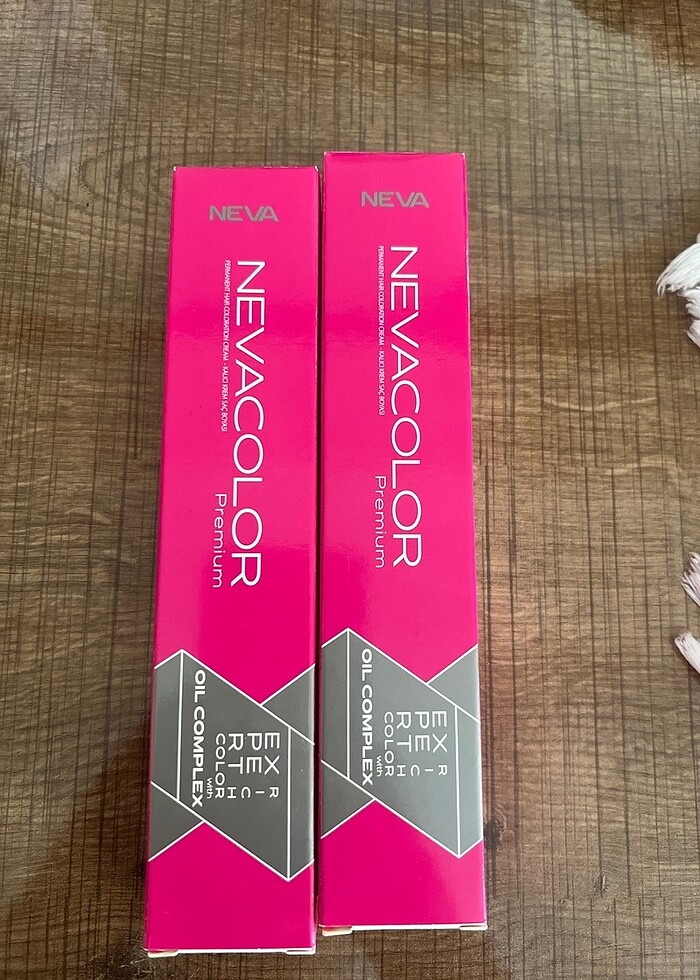 NEVA
NEVACOLOR
Premium
PERMANENT HAIR COLORATION CREAM - KALICI KREM SAÇ BOYASI
EXPERT
RICH
COLOR
with
OIL COMPLEX
NEVA
NEVACOLOR
Premium
PERMANENT HAIR COLORATION CREAM - KALICI KREM SAÇ BOYASI
EXPERT
RICH
COLOR
with
OIL COMPLEX